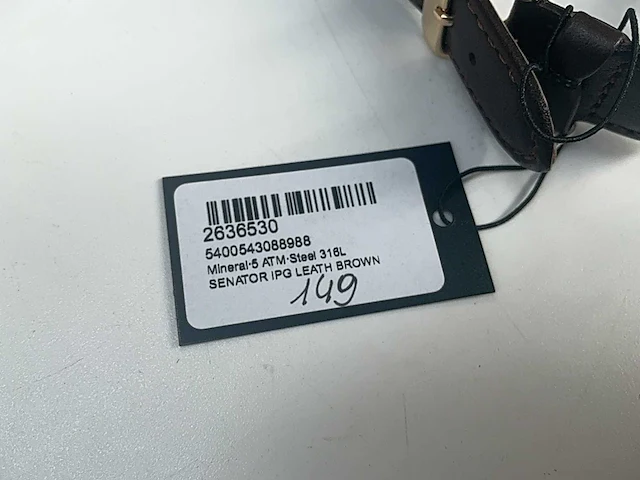 2636530
5400543088988
Mineral·5 ATM·Steel 316L
SENATOR IPG LEATH BROWN
149